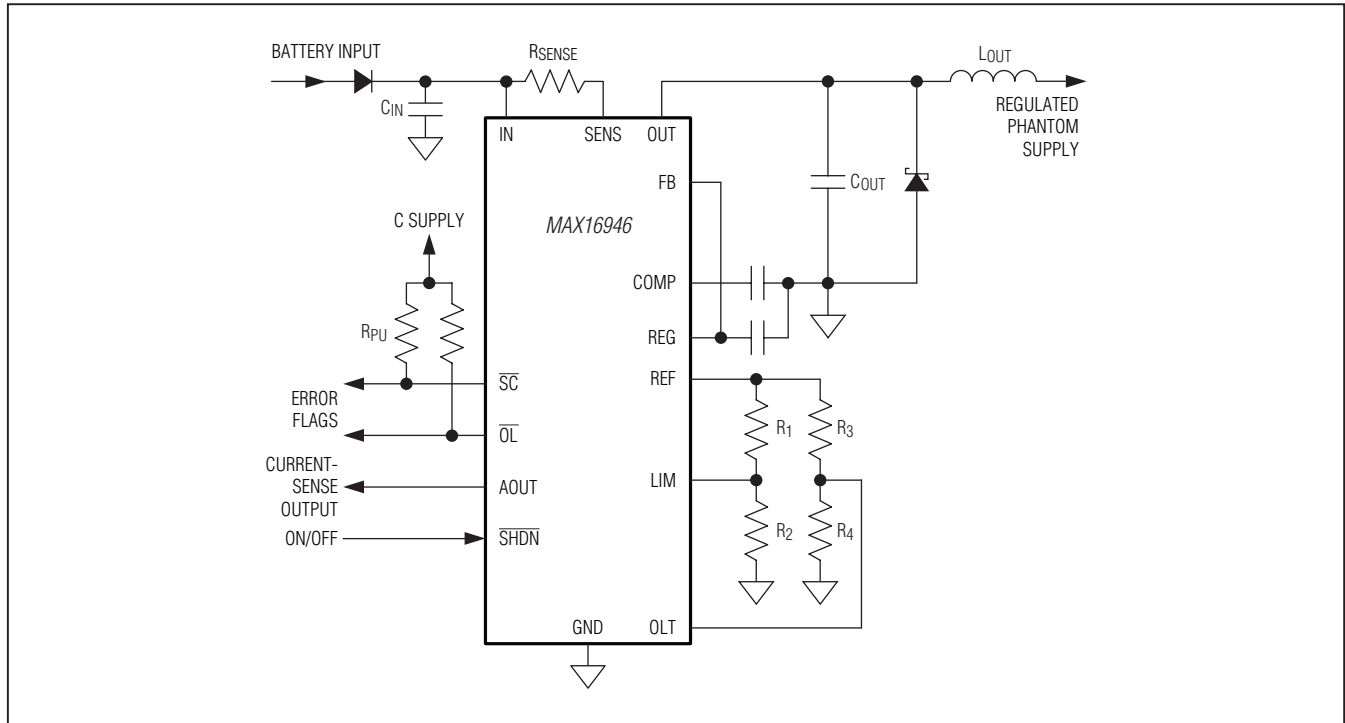 BATTERY INPUT
RSENSE
LOUT
CIN
REGULATED
PHANTOM
SUPPLY
IN
SENS
OUT
FB
COUT
C SUPPLY
MAX16946
COMP
RPU
REG
REF
SC
ERROR
FLAGS
R1
R3
OL
CURRENT-
SENSE
OUTPUT
AOUT
LIM
ON/OFF
SHDN
R2
R4
GND
OLT